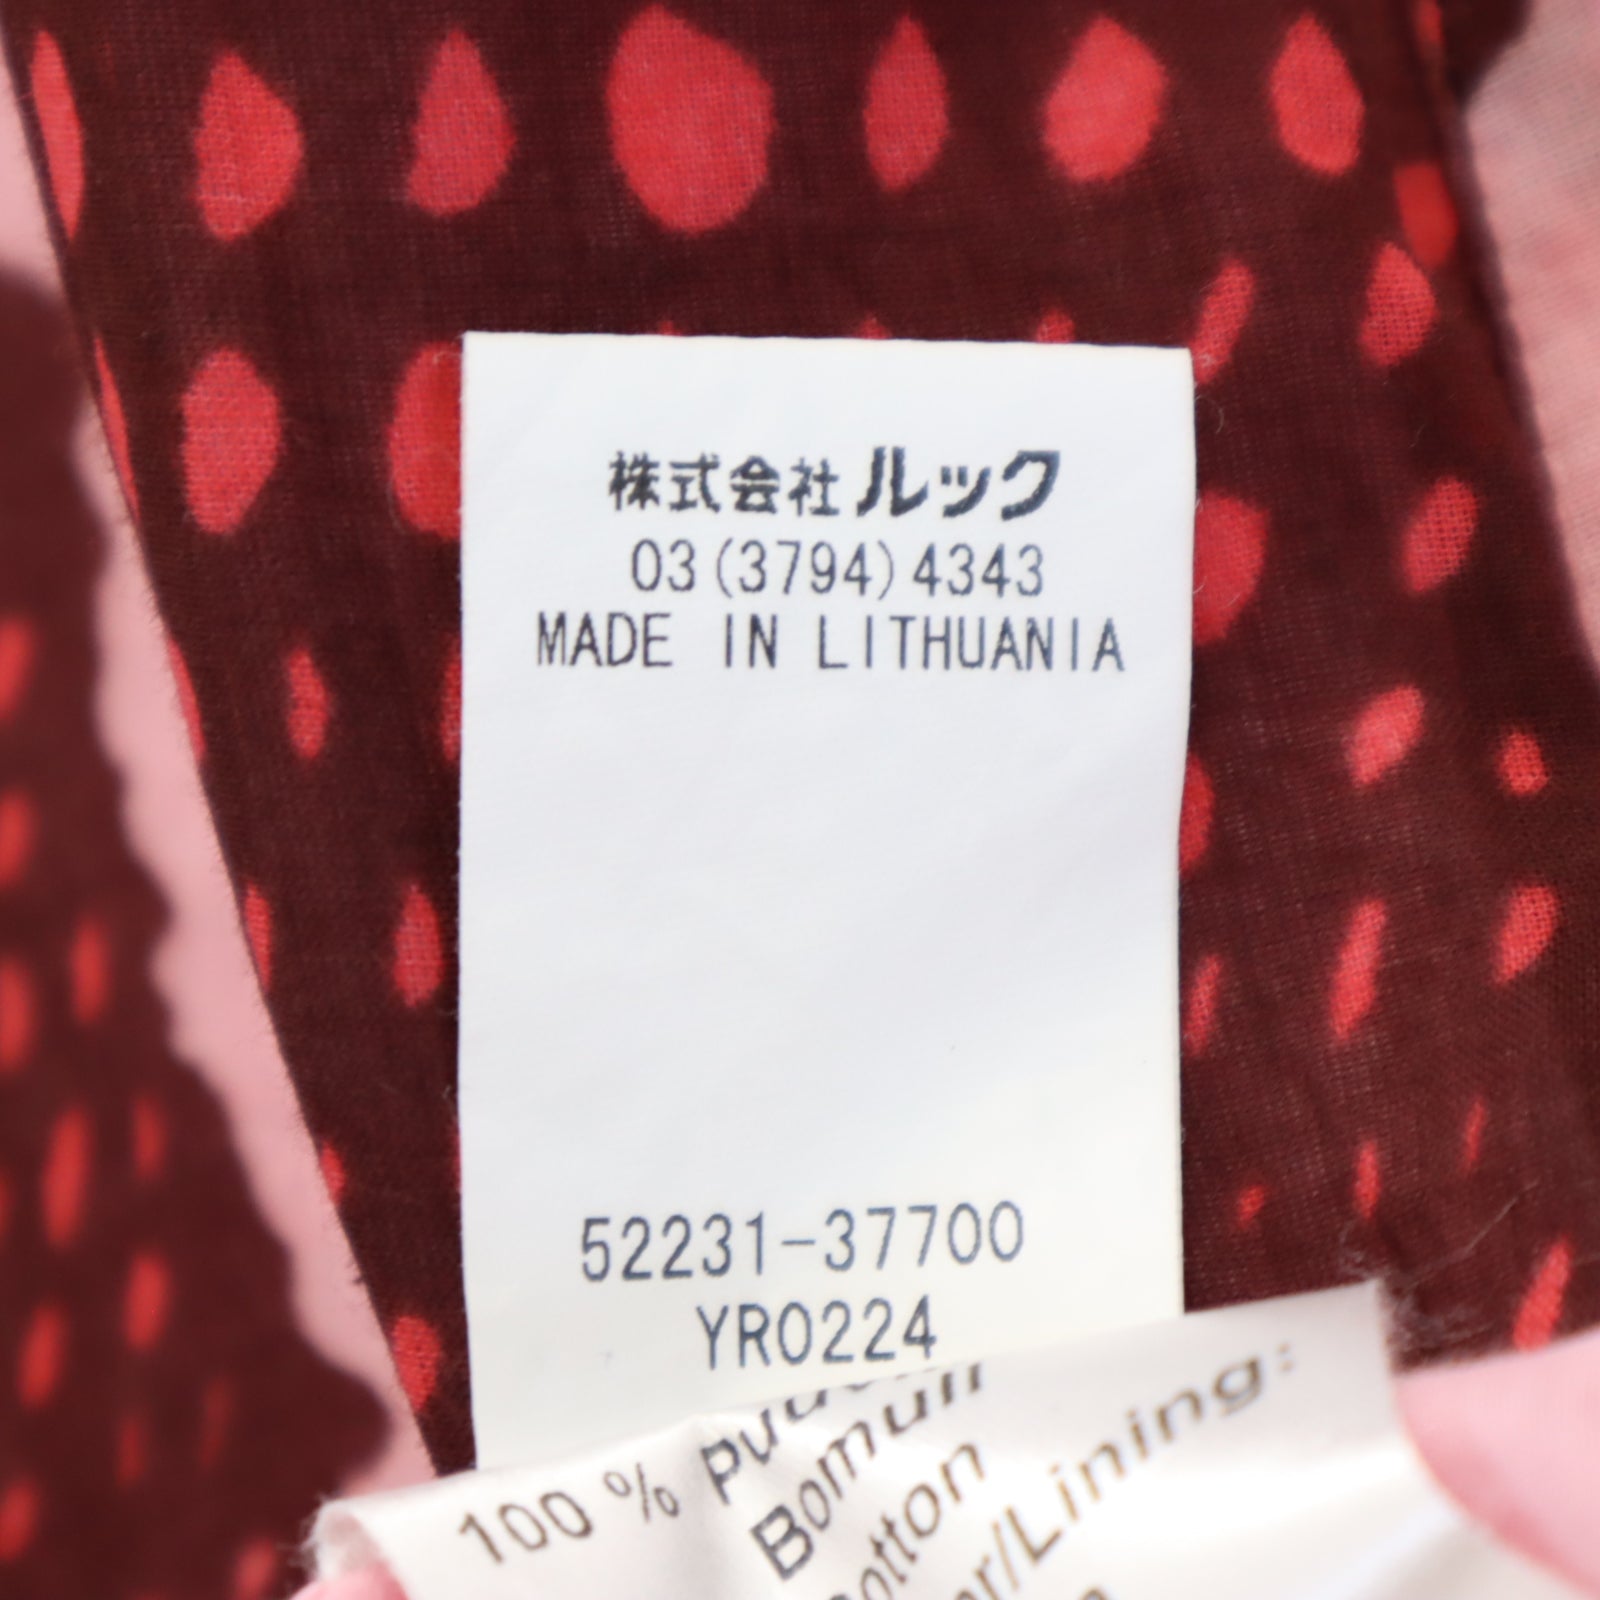 株式会社ルック
03(3794)4343
MADE IN LITHUANIA
52231-37700
YR0224
100 %
Bomull
Lining: